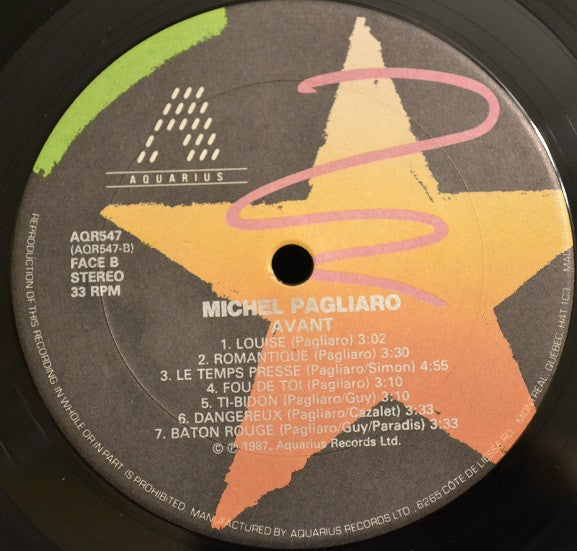 AQUARIUS
AQR547
(AQR547-B)
FACE B
STEREO
33 RPM
MICHEL PAGLIARO
AVANT
1. LOUISE (Pagliaro) 3:02
2. ROMANTIQUE (Pagliaro) 3:30
3. LE TEMPS PRESSE (Pagliaro/Simon) 4:55
4. FOU DE TOI (Pagliaro) 3:10
5. TI-BIDON (Pagliaro/Guy) 3:10
6. DANGEREUX (Pagliaro/Cazalet) 3:33
7. BATON ROUGE (Pagliaro/Guy/Paradis) 3:33
© ℗ 1987, Aquarius Records Ltd.
REPRODUCTION OF THIS RECORDING IN WHOLE OR IN PART IS PROHIBITED. MANUFACTURED BY AQUARIUS RECORDS LTD., 6265 CÔTE DE LIESSE RD., MONTREAL, QUÉBEC H4T 1C3